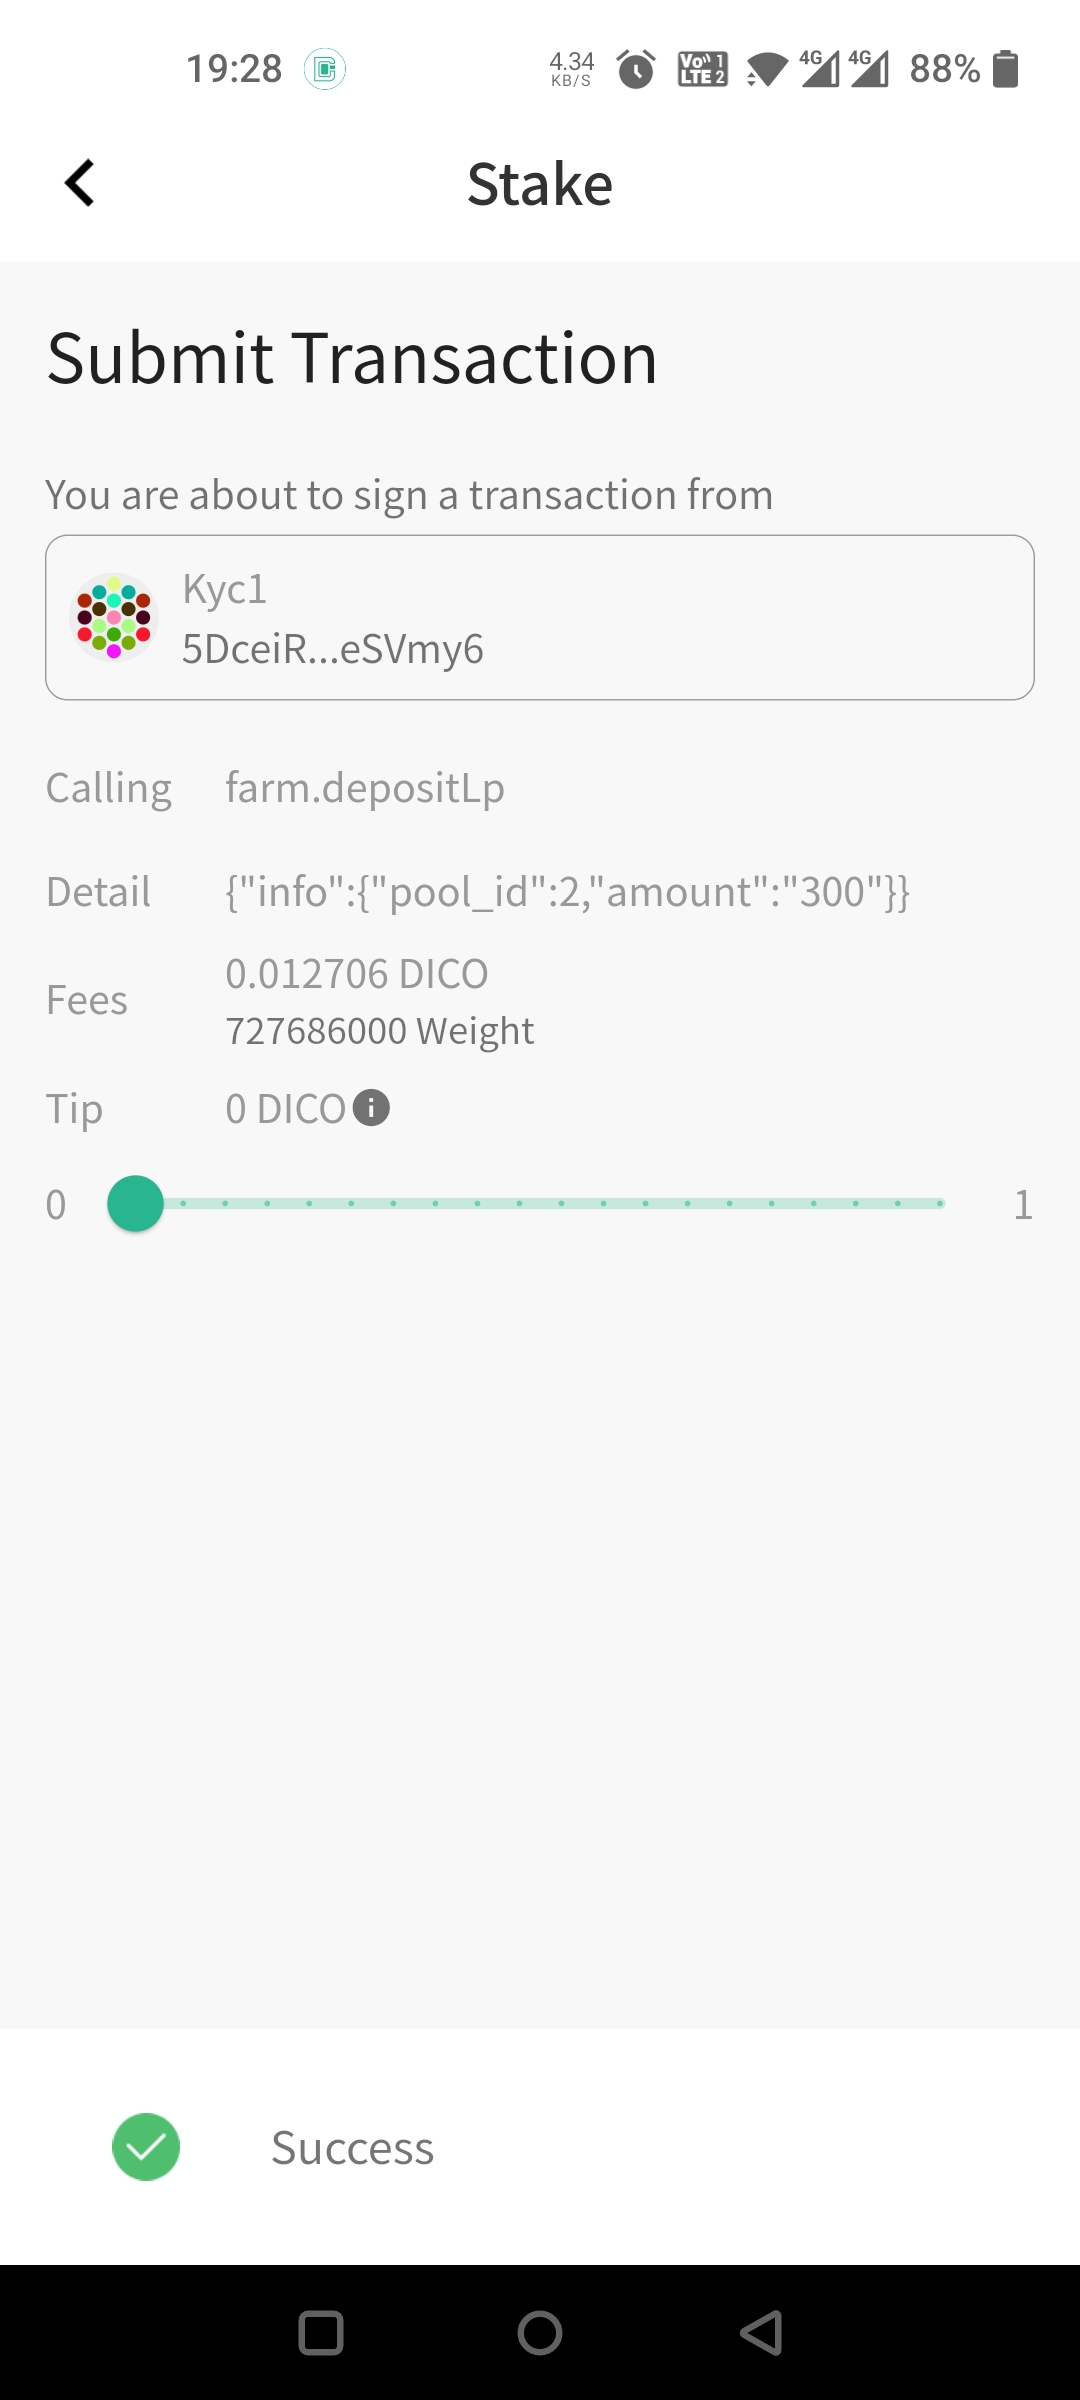 19:28 4.34 KB/S Vo)) 1 LTE 2 4G 4G 88%
Stake
Submit Transaction
You are about to sign a transaction from
Kyc1
5DceiR...eSVmy6
Calling farm.depositLp
Detail {"info":{"pool_id":2,"amount":"300"}}
Fees 0.012706 DICO
727686000 Weight
Tip 0 DICO
0 1
Success